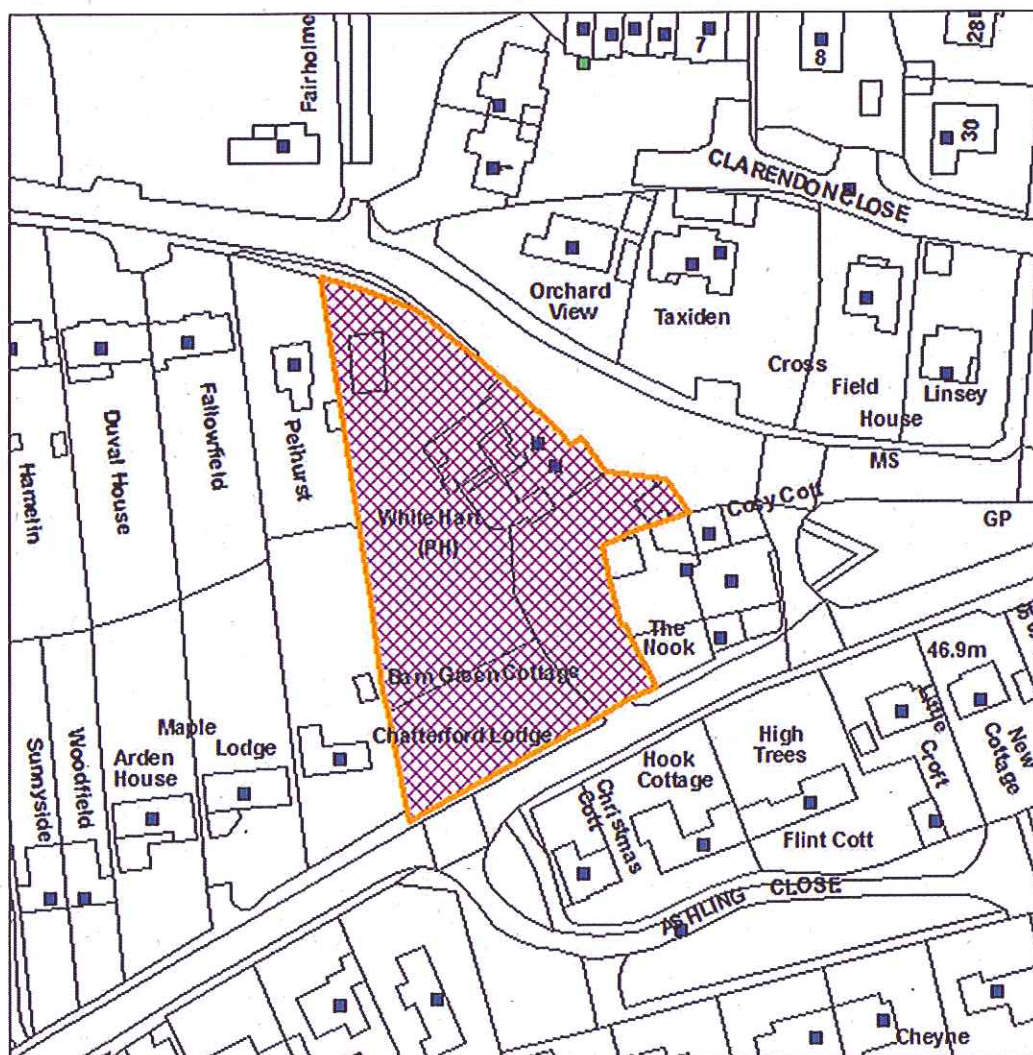 Fairholme
7
8
28
30
CLARENDON CLOSE
Orchard
View
Taxiden
Cross
Field
House
Linsey
MS
GP
Hamelin
Duval House
Fallowfield
Pelhurst
White Hart
(PH)
Cosy Cott
The
Nook
Barn Green Cottage
Chatterford Lodge
46.9m
Sunnyside
Woodfield
Arden
House
Maple
Lodge
Hook
Cottage
High
Trees
Little
Croft
New
Cottage
Christmas
Cott
Flint Cott
ASHLING CLOSE
Cheyne